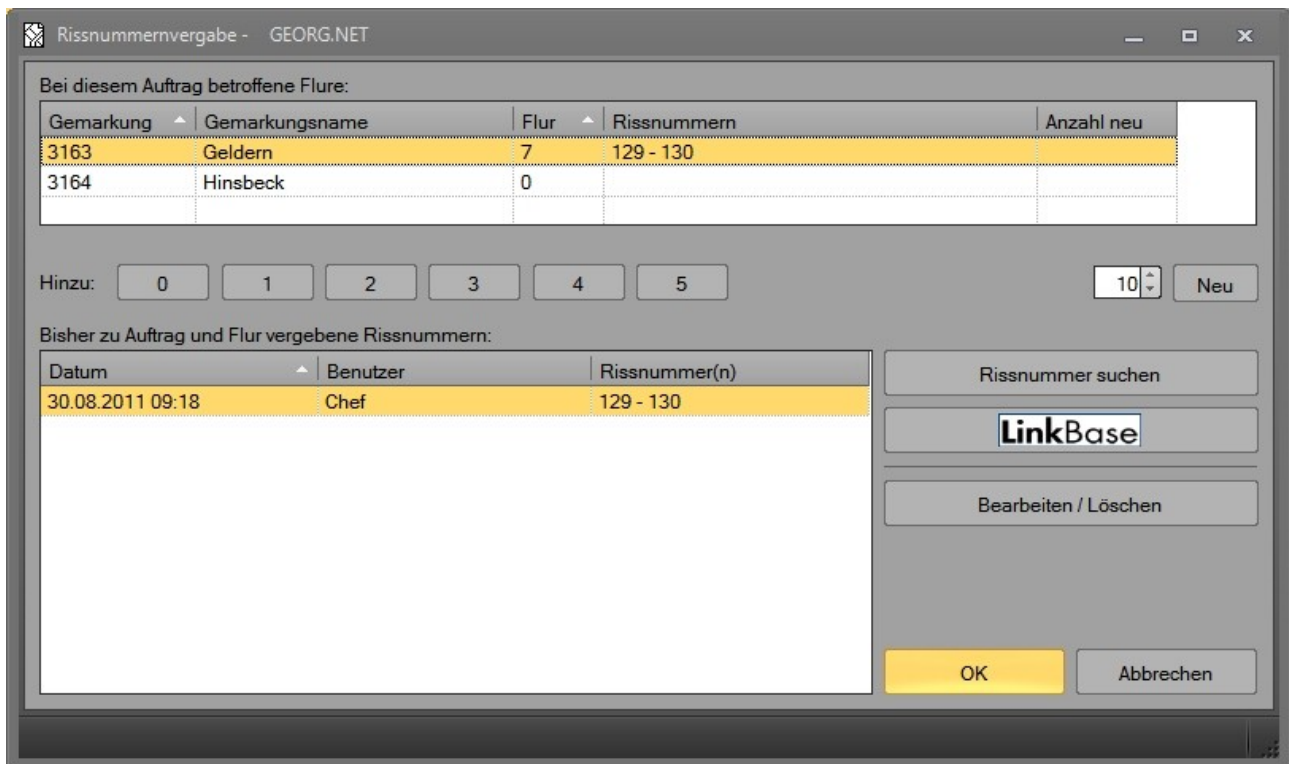 Rissnummernvergabe - GEORG.NET
Bei diesem Auftrag betroffene Flure:
Gemarkung Gemarkungsname Flur Rissnummern Anzahl neu
3163 Geldern 7 129 - 130
3164 Hinsbeck 0
Hinzu: 0 1 2 3 4 5 10 Neu
Bisher zu Auftrag und Flur vergebene Rissnummern:
Datum Benutzer Rissnummer(n)
30.08.2011 09:18 Chef 129 - 130
Rissnummer suchen
LinkBase
Bearbeiten / Löschen
OK Abbrechen